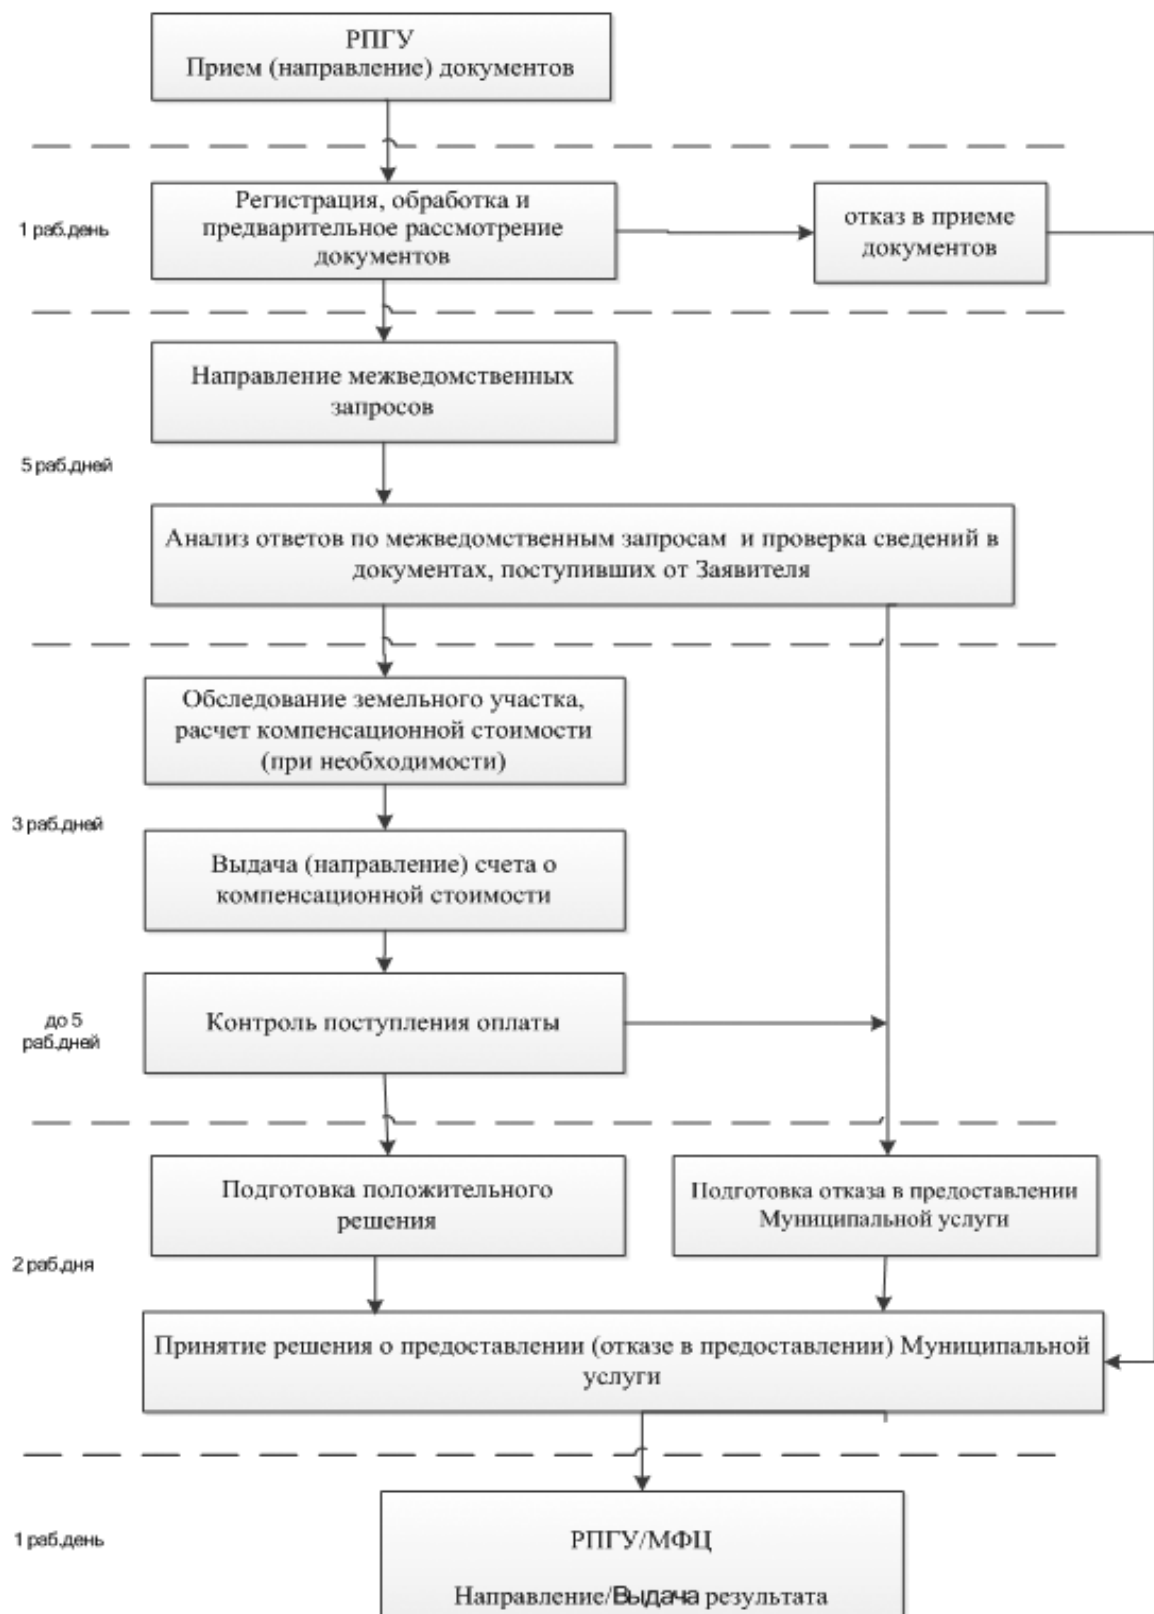 РПГУ
Прием (направление) документов
1 раб.день
Регистрация, обработка и
предварительное рассмотрение
документов
отказ в приеме
документов
Направление межведомственных
запросов
5 раб.дней
Анализ ответов по межведомственным запросам и проверка сведений в
документах, поступивших от Заявителя
Обследование земельного участка,
расчет компенсационной стоимости
(при необходимости)
3 раб.дней
Выдача (направление) счета о
компенсационной стоимости
до 5
раб.дней
Контроль поступления оплаты
Подготовка положительного
решения
Подготовка отказа в предоставлении
Муниципальной услуги
2 раб.дня
Принятие решения о предоставлении (отказе в предоставлении) Муниципальной
услуги
1 раб.день
РПГУ/МФЦ
Направление/Выдача результата